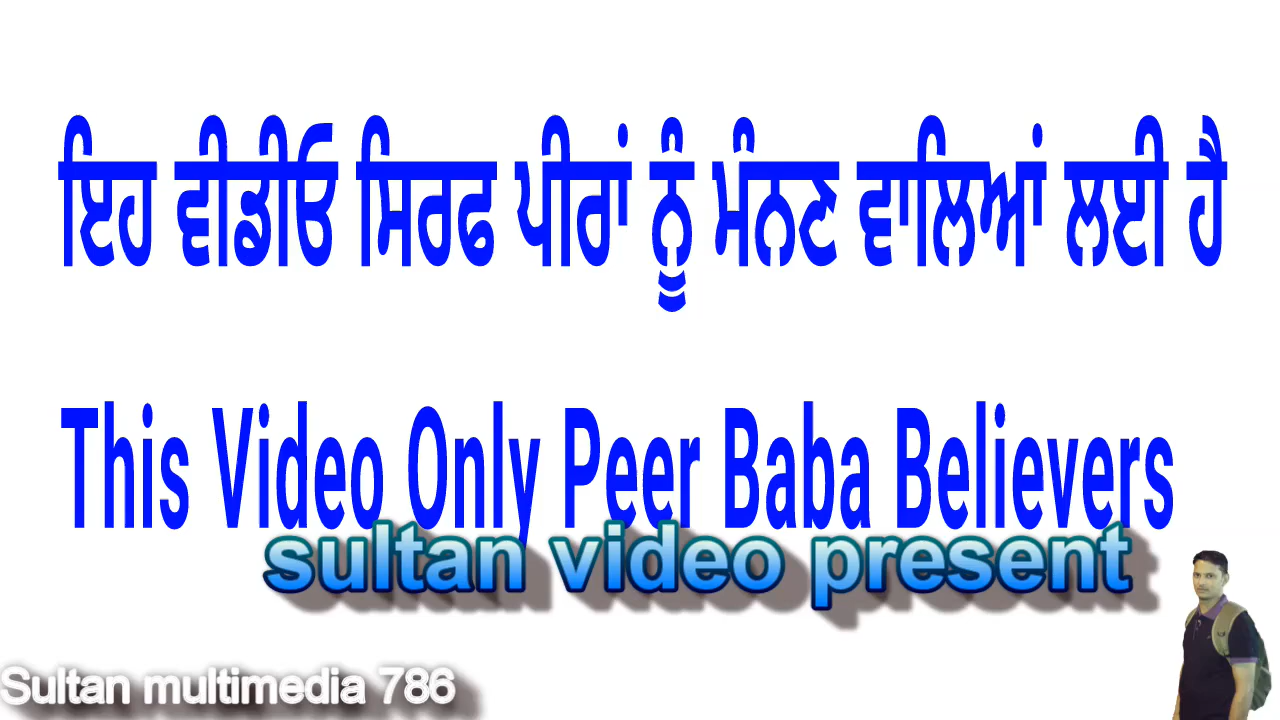 ਇਹ ਵੀਡੀਓ ਸਿਰਫ ਪੀਰਾਂ ਨੂੰ ਮੰਨਣ ਵਾਲਿਆਂ ਲਈ ਹੈ
This Video Only Peer Baba Believers
sultan video present
Sultan multimedia 786